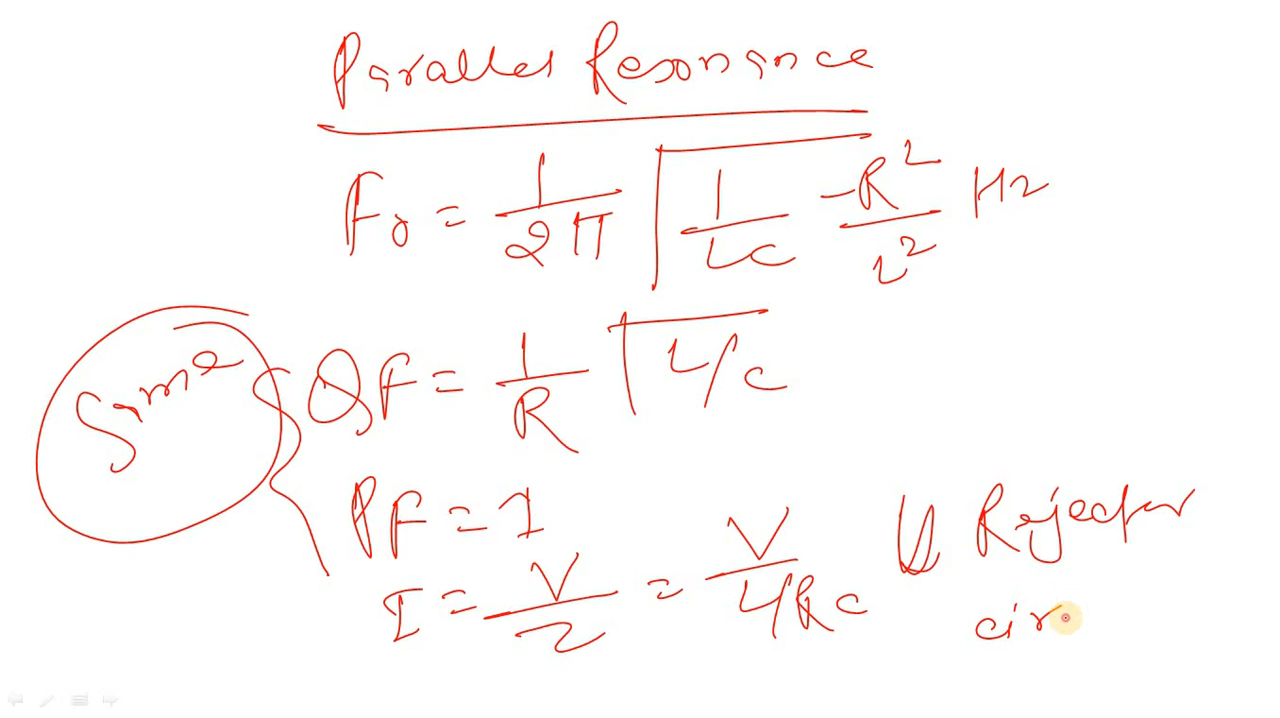 Parallel Resonance
Fr = 1/2π √(1/LC - R²/L²) Hz
Same { QF = 1/R √(L/C)
PF = 1
I = V/Z = V/(L/RC) Rejector
cir